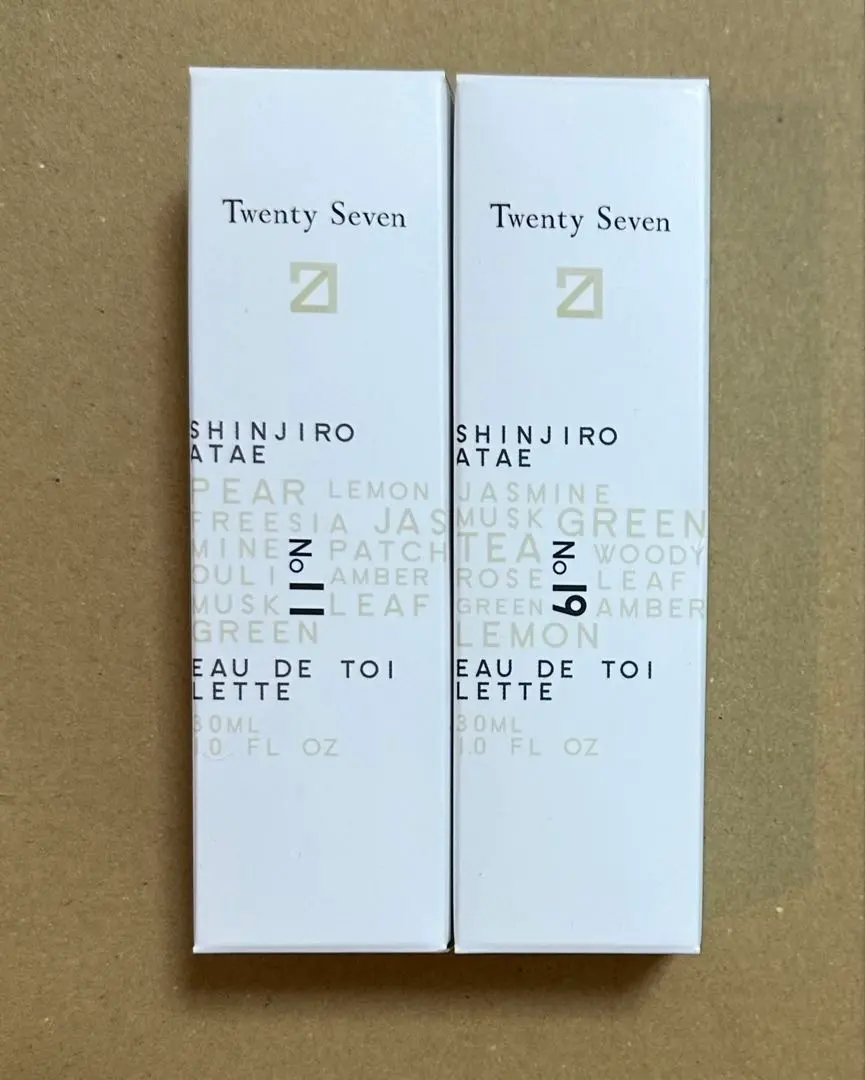 Twenty Seven
SHINJIRO
ATAE
PEAR LEMON
FREESIA JAS
MINE PATCH
OULI AMBER
MUSK LEAF
GREEN
No. 11
EAU DE TOI
LETTE
30ML
1.0 FL OZ
Twenty Seven
SHINJIRO
ATAE
JASMINE
MUSK GREEN
TEA WOODY
ROSE LEAF
GREEN AMBER
LEMON
No. 19
EAU DE TOI
LETTE
30ML
1.0 FL OZ